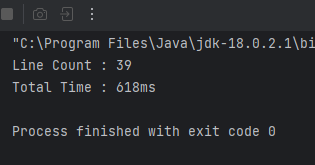 "C:\Program Files\Java\jdk-18.0.2.1\bi
Line Count : 39
Total Time : 618ms
Process finished with exit code 0